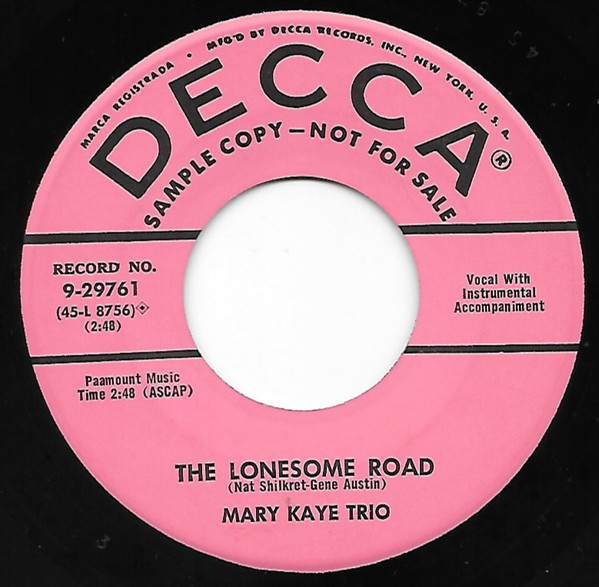 MARCA REGISTRADA • MFG'D BY DECCA RECORDS, INC., NEW YORK, U. S. A.
DECCA®
SAMPLE COPY—NOT FOR SALE
RECORD NO.
9-29761
(45-L 8756)
(2:48)
Vocal With
Instrumental
Accompaniment
Paamount Music
Time 2:48 (ASCAP)
THE LONESOME ROAD
(Nat Shilkret-Gene Austin)
MARY KAYE TRIO